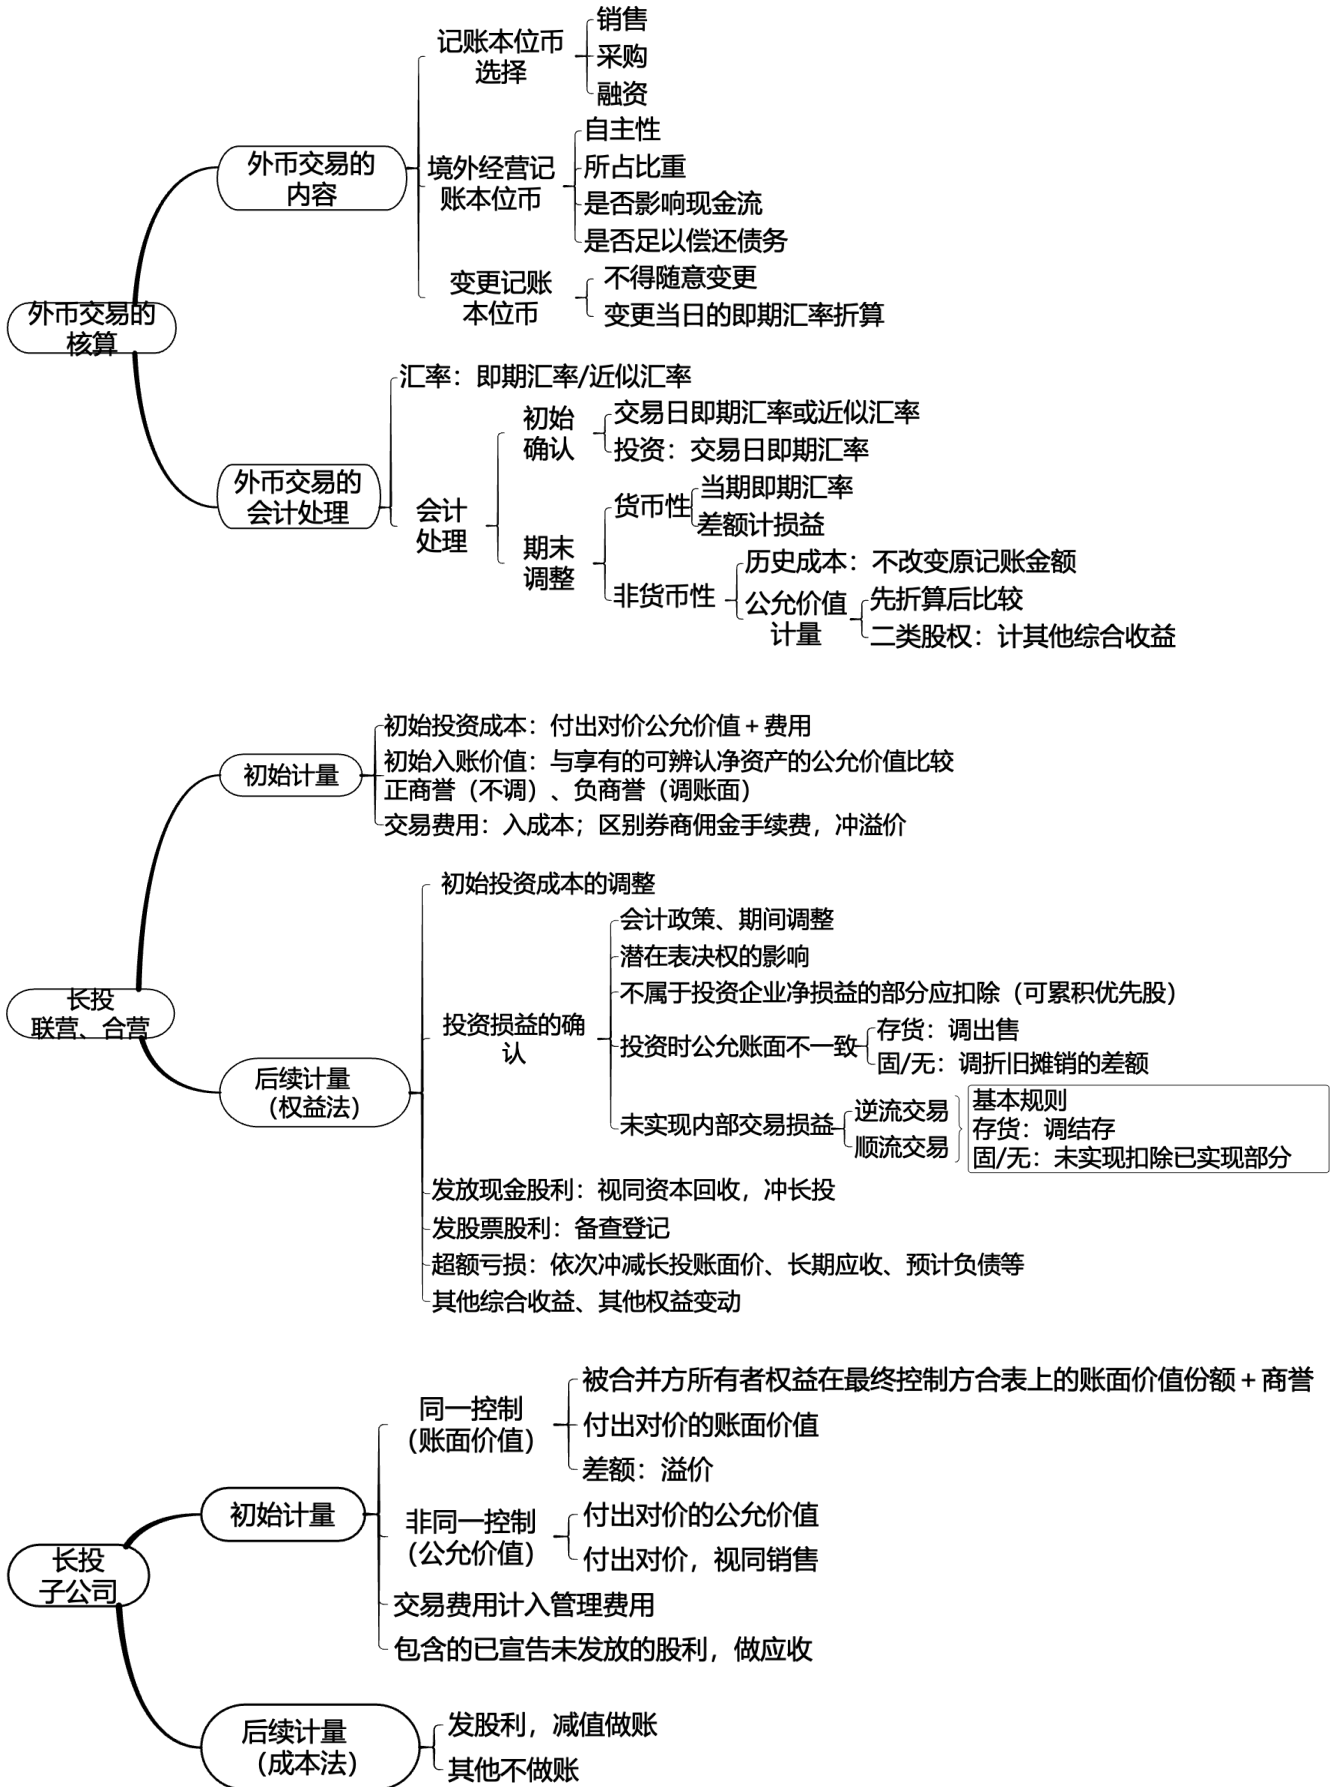 外币交易的
核算
外币交易的
内容
记账本位币
选择
销售
采购
融资
境外经营记
账本位币
自主性
所占比重
是否影响现金流
是否足以偿还债务
变更记账
本位币
不得随意变更
变更当日的即期汇率折算
外币交易的
会计处理
汇率：即期汇率/近似汇率
会计
处理
初始
确认
交易日即期汇率或近似汇率
投资：交易日即期汇率
期末
调整
货币性
当期即期汇率
差额计损益
非货币性
历史成本：不改变原记账金额
公允价值
计量
先折算后比较
二类股权：计其他综合收益
长投
联营、合营
初始计量
初始投资成本：付出对价公允价值+费用
初始入账价值：与享有的可辨认净资产的公允价值比较
正商誉（不调）、负商誉（调账面）
交易费用：入成本；区别券商佣金手续费，冲溢价
后续计量
（权益法）
初始投资成本的调整
投资损益的确
认
会计政策、期间调整
潜在表决权的影响
不属于投资企业净损益的部分应扣除（可累积优先股）
投资时公允账面不一致
存货：调出售
固/无：调折旧摊销的差额
未实现内部交易损益
逆流交易
顺流交易
基本规则
存货：调结存
固/无：未实现扣除已实现部分
发放现金股利：视同资本回收，冲长投
发股票股利：备查登记
超额亏损：依次冲减长投账面价、长期应收、预计负债等
其他综合收益、其他权益变动
长投
子公司
初始计量
同一控制
（账面价值）
被合并方所有者权益在最终控制方合表上的账面价值份额+商誉
付出对价的账面价值
差额：溢价
非同一控制
（公允价值）
付出对价的公允价值
付出对价，视同销售
交易费用计入管理费用
包含的已宣告未发放的股利，做应收
后续计量
（成本法）
发股利，减值做账
其他不做账